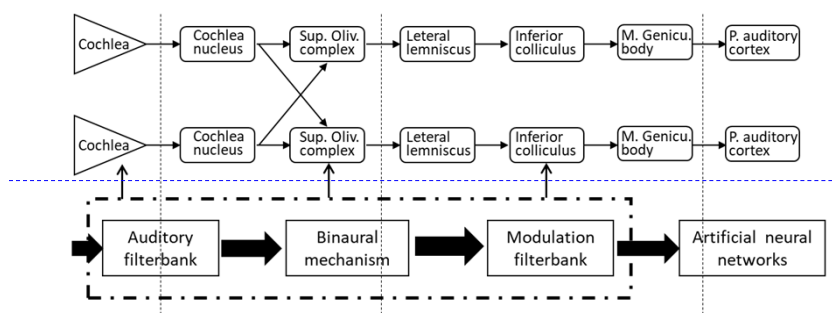 Cochlea
Cochlea
nucleus
Sup. Oliv.
complex
Leteral
lemniscus
Inferior
colliculus
M. Genicu.
body
P. auditory
cortex
Cochlea
Cochlea
nucleus
Sup. Oliv.
complex
Leteral
lemniscus
Inferior
colliculus
M. Genicu.
body
P. auditory
cortex
Auditory
filterbank
Binaural
mechanism
Modulation
filterbank
Artificial neural
networks